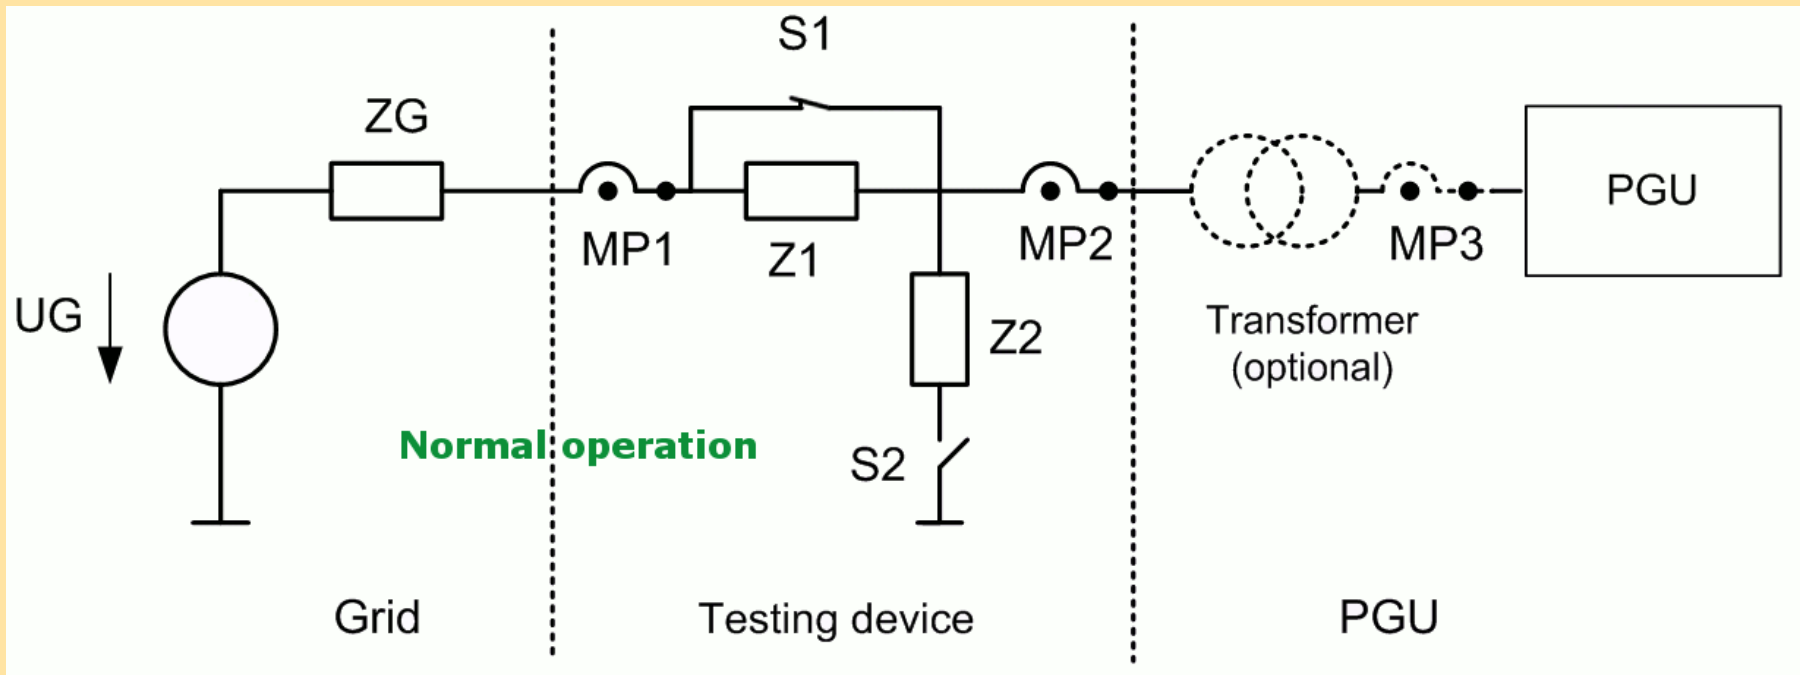 S1
ZG
MP1
Z1
MP2
MP3
PGU
UG
Z2
Transformer
(optional)
Normal operation
S2
Grid
Testing device
PGU